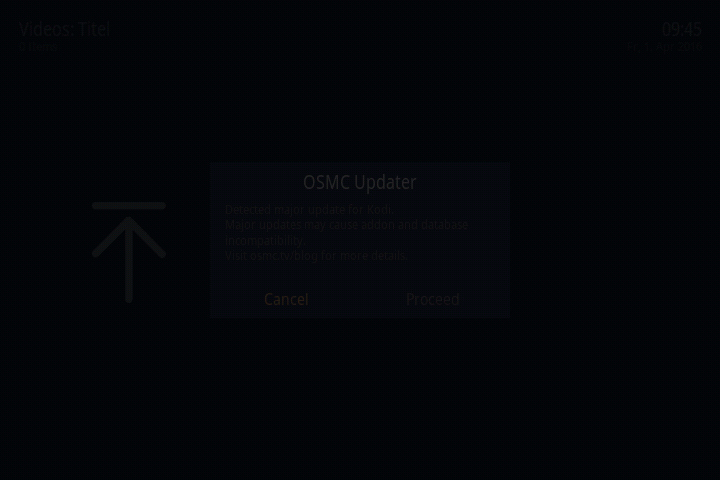 Videos: Titel
09:45
OSMC Updater
Detected major update for Kodi.
Major updates may cause addon and database
incompatibility.
Visit osmc.tv/blog for more details.
Cancel
Proceed